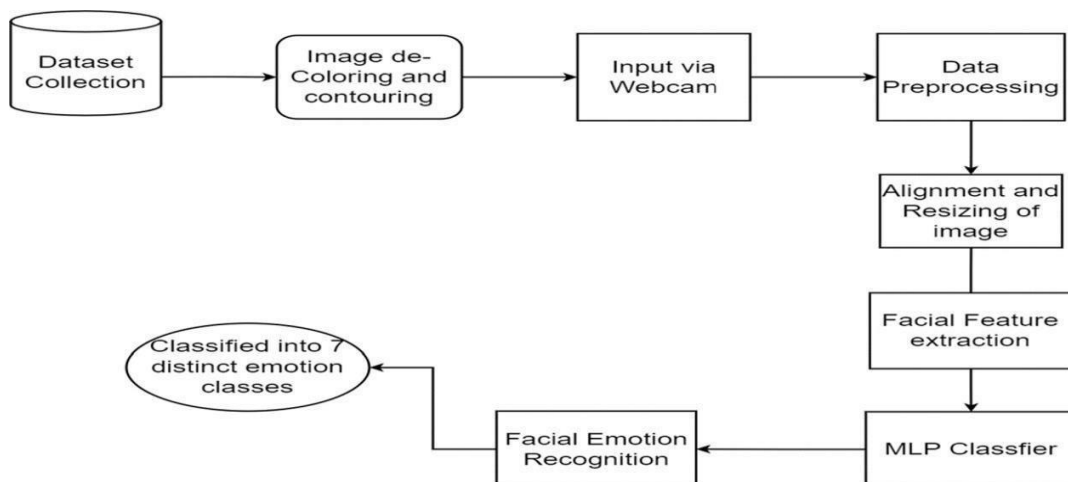 Dataset
Collection
Image de-
Coloring and
contouring
Input via
Webcam
Data
Preprocessing
Alignment and
Resizing of
image
Facial Feature
extraction
MLP Classfier
Facial Emotion
Recognition
Classified into 7
distinct emotion
classes